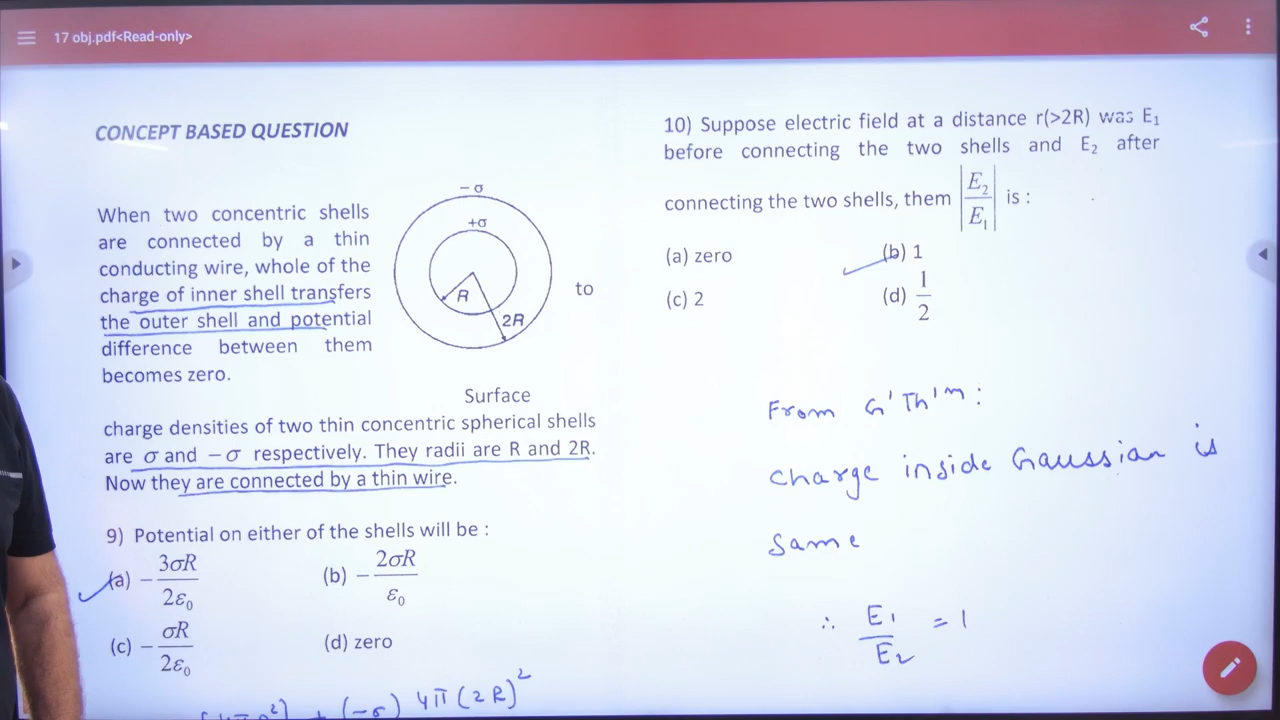 17 obj.pdf<Read-only>
CONCEPT BASED QUESTION
When two concentric shells
are connected by a thin
conducting wire, whole of the
charge of inner shell transfers
to
the outer shell and potential
difference between them
becomes zero.
− σ
+σ
R
2R
Surface
charge densities of two thin concentric spherical shells
are σ and − σ respectively. They radii are R and 2R.
Now they are connected by a thin wire.
9) Potential on either of the shells will be :
(a) − 3σR / 2ε₀
(b) − 2σR / ε₀
(c) − σR / 2ε₀
(d) zero
+ (−σ) 4π (2R)²
10) Suppose electric field at a distance r(>2R) was E₁
before connecting the two shells and E₂ after
connecting the two shells, them |E₂ / E₁| is :
(a) zero
(b) 1
(c) 2
(d) 1 / 2
From G' Th'm :
Charge inside Gaussian is
Same
∴ E₁ / E₂ = 1